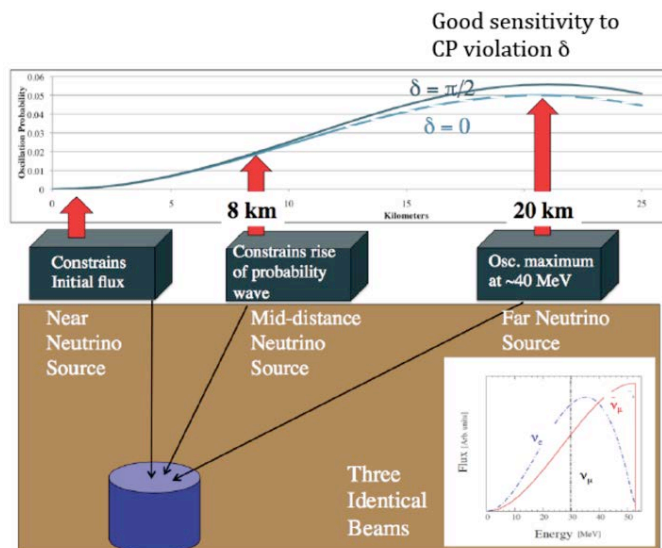 Good sensitivity to
CP violation δ
0.06
0.05
0.04
0.03
0.02
0.01
0
Oscillation Probability
δ = π/2
δ = 0
0
5
10
15
25
Kilometers
8 km
20 km
Constrains
Initial flux
Constrains rise
of probability
wave
Osc. maximum
at ~40 MeV
Near
Neutrino
Source
Mid-distance
Neutrino
Source
Far Neutrino
Source
Three
Identical
Beams
Flux [Arb. units]
νe
νμ
νμ
0 10 20 30 40 50
Energy [MeV]